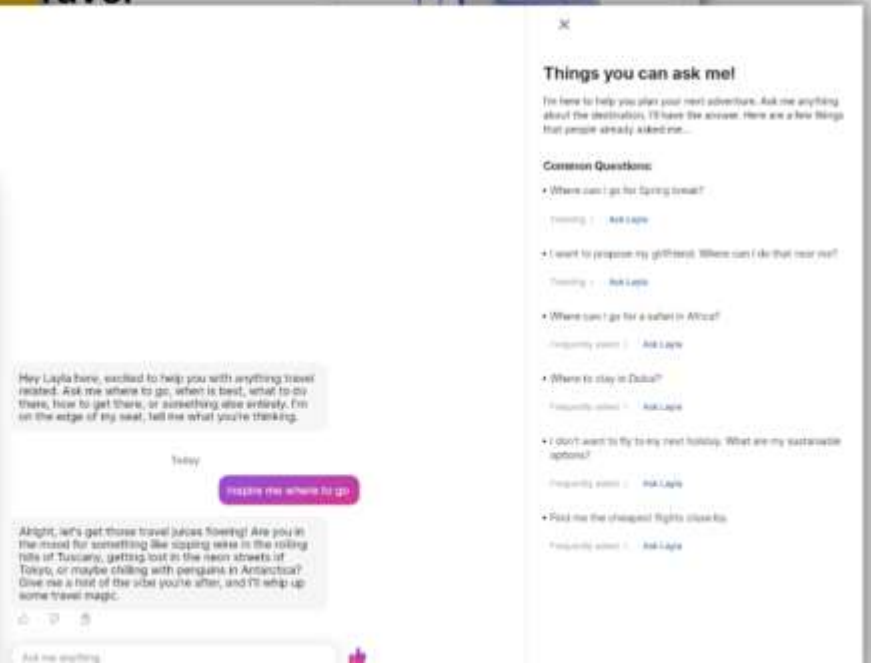 Hey Layla here, excited to help you with anything travel
related. Ask me where to go, when is best, what to do
there, how to get there, or something else entirely. I'm
on the edge of my seat, tell me what you're thinking.
Today
Inspire me where to go
Alright, let's get those travel juices flowing! Are you in
the mood for something like sipping wine in the rolling
hills of Tuscany, getting lost in the neon streets of
Tokyo, or maybe chilling with penguins in Antarctica?
Give me a hint of the vibe you're after, and I'll whip up
some travel magic.
Ask me anything
Things you can ask me!
I'm here to help you plan your next adventure. Ask me anything
about the destination, I'll have the answer. Here are a few things
that people already asked me...
Common Questions:
• Where can I go for Spring break?
Trending | Ask Layla
• I want to propose my girlfriend. Where can I do that near me?
Trending | Ask Layla
• Where can I go for a safari in Africa?
Frequently asked | Ask Layla
• Where to stay in Dubai?
Frequently asked | Ask Layla
• I don't want to fly to my next holiday. What are my sustainable
options?
Frequently asked | Ask Layla
• Find me the cheapest flights close by.
Frequently asked | Ask Layla